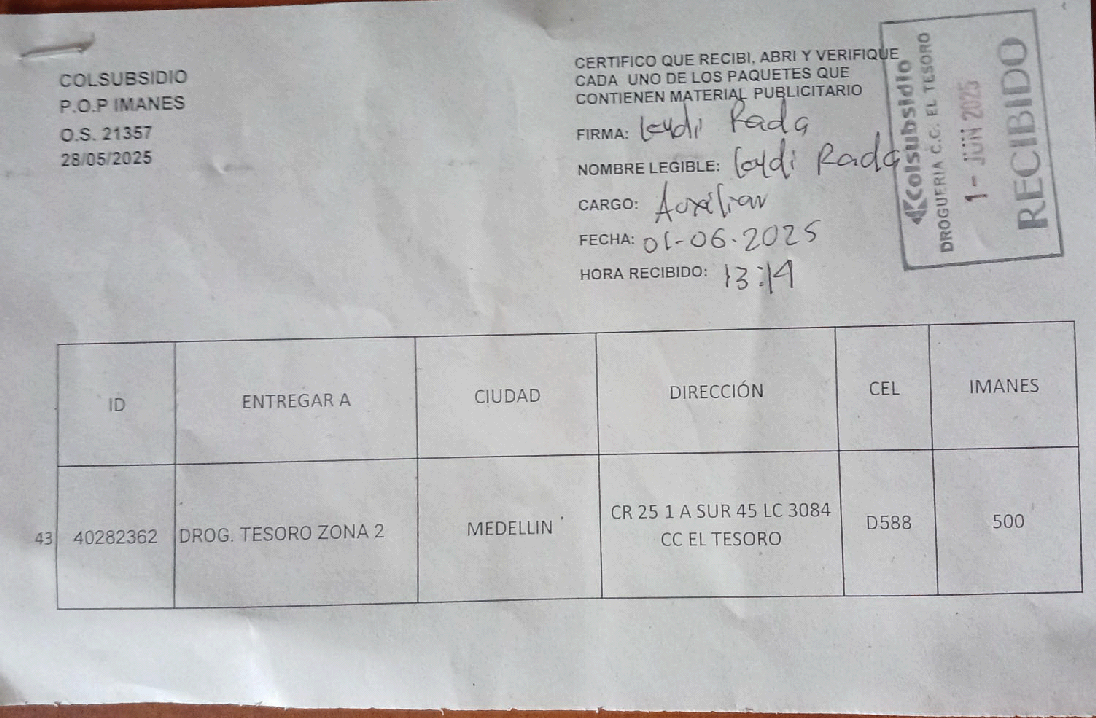 COLSUBSIDIO
P.O.P IMANES
O.S. 21357
28/05/2025
CERTIFICO QUE RECIBI, ABRI Y VERIFIQUE
CADA UNO DE LOS PAQUETES QUE
CONTIENEN MATERIAL PUBLICITARIO
FIRMA: Leydi Rada
NOMBRE LEGIBLE: Leydi Rada
CARGO: Auxiliar
FECHA: 01-06-2025
HORA RECIBIDO: 13:14
Colsubsidio
DROGUERIA C.C. EL TESORO
1- JUN 2025
RECIBIDO
ID ENTREGAR A CIUDAD DIRECCIÓN CEL IMANES
43 40282362 DROG. TESORO ZONA 2 MEDELLIN CR 25 1 A SUR 45 LC 3084 D588 500
CC EL TESORO